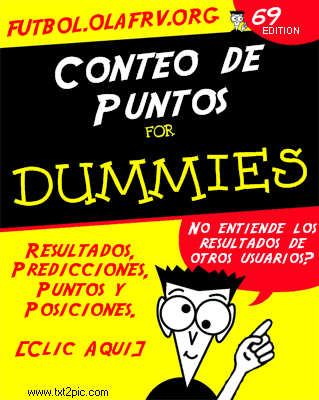 FUTBOL.OLAFRV.ORG
69
EDITION
CONTEO DE
PUNTOS
FOR
DUMMIES
NO ENTIENDE LOS
RESULTADOS DE
OTROS USUARIOS?
RESULTADOS,
PREDICCIONES,
PUNTOS Y
POSICIONES.
[CLIC AQUI]
www.txt2pic.com